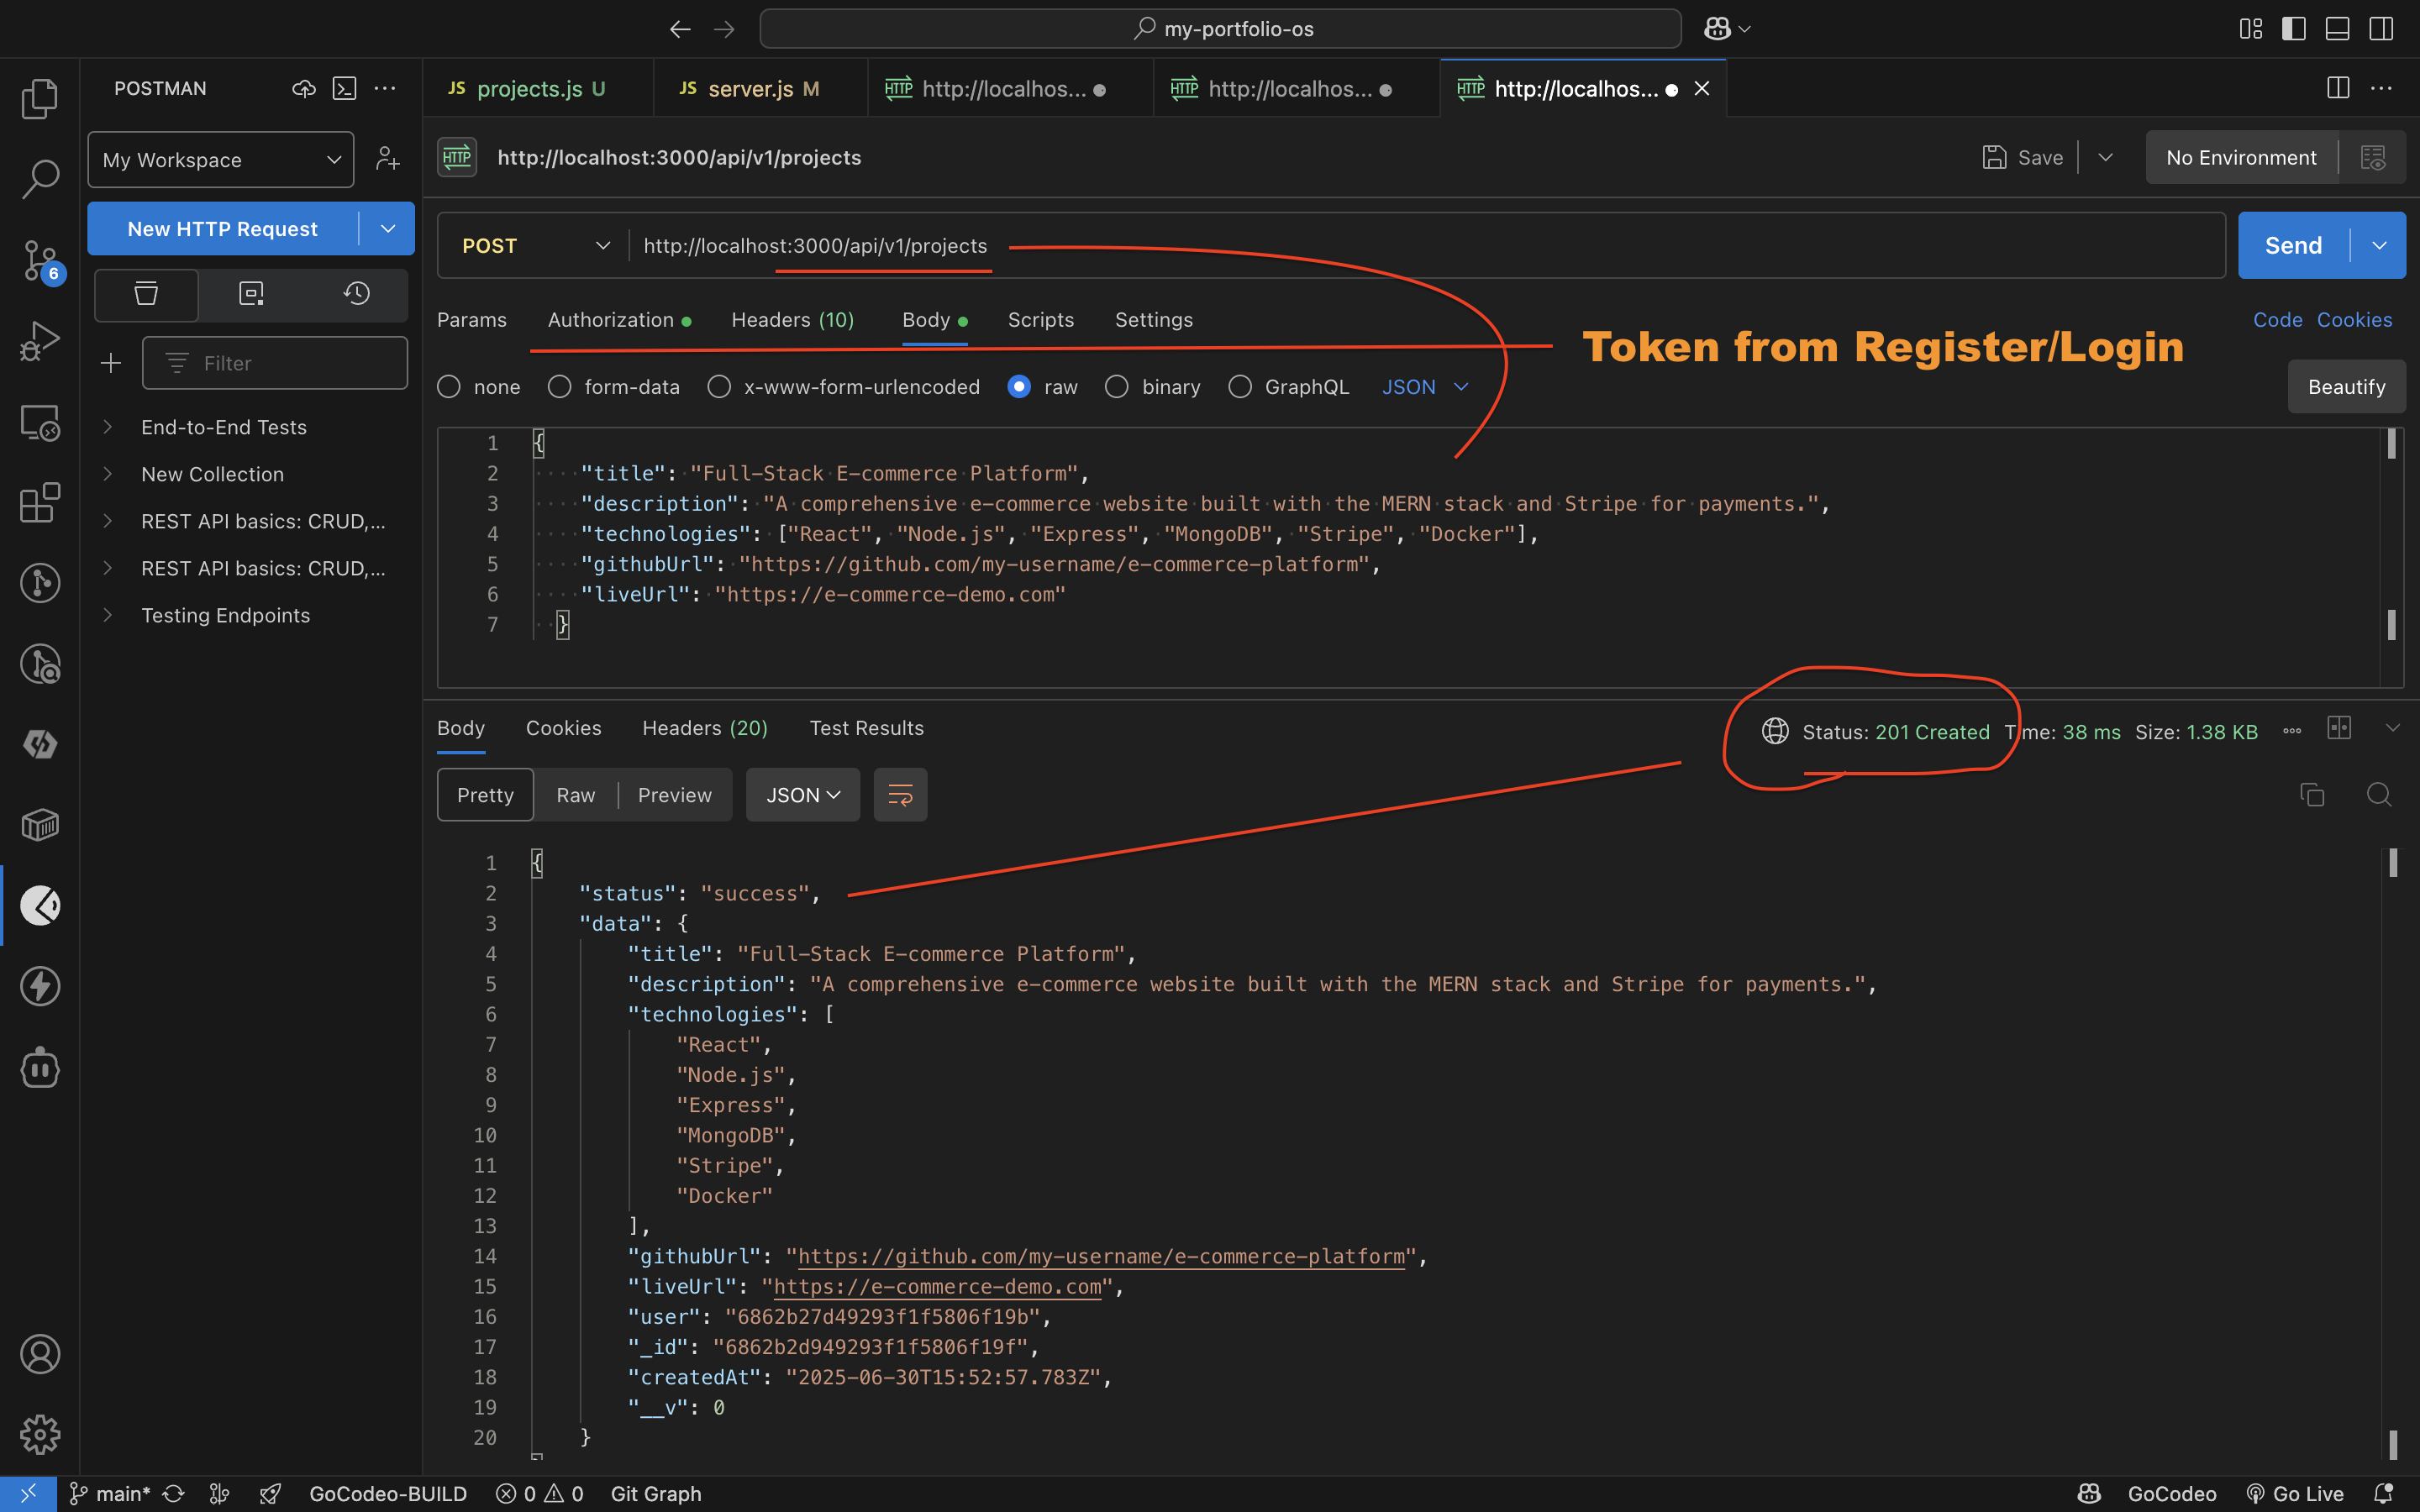 my-portfolio-os
POSTMAN
JS projects.js U
JS server.js M
HTTP http://localhos...
HTTP http://localhos...
HTTP http://localhos...
My Workspace
HTTP http://localhost:3000/api/v1/projects
Save
No Environment
New HTTP Request
POST http://localhost:3000/api/v1/projects
Send
6
Params Authorization Headers (10) Body Scripts Settings
Code Cookies
Token from Register/Login
Filter
none form-data x-www-form-urlencoded raw binary GraphQL JSON
Beautify
End-to-End Tests
New Collection
REST API basics: CRUD,...
REST API basics: CRUD,...
Testing Endpoints
1 {
2 "title": "Full-Stack E-commerce Platform",
3 "description": "A comprehensive e-commerce website built with the MERN stack and Stripe for payments.",
4 "technologies": ["React", "Node.js", "Express", "MongoDB", "Stripe", "Docker"],
5 "githubUrl": "https://github.com/my-username/e-commerce-platform",
6 "liveUrl": "https://e-commerce-demo.com"
7 }
Body Cookies Headers (20) Test Results
Status: 201 Created Time: 38 ms Size: 1.38 KB
Pretty Raw Preview JSON
1 {
2 "status": "success",
3 "data": {
4 "title": "Full-Stack E-commerce Platform",
5 "description": "A comprehensive e-commerce website built with the MERN stack and Stripe for payments.",
6 "technologies": [
7 "React",
8 "Node.js",
9 "Express",
10 "MongoDB",
11 "Stripe",
12 "Docker"
13 ],
14 "githubUrl": "https://github.com/my-username/e-commerce-platform",
15 "liveUrl": "https://e-commerce-demo.com",
16 "user": "6862b27d49293f1f5806f19b",
17 "_id": "6862b2d949293f1f5806f19f",
18 "createdAt": "2025-06-30T15:52:57.783Z",
19 "__v": 0
20 }
main* GoCodeo-BUILD 0 0 Git Graph
GoCodeo Go Live